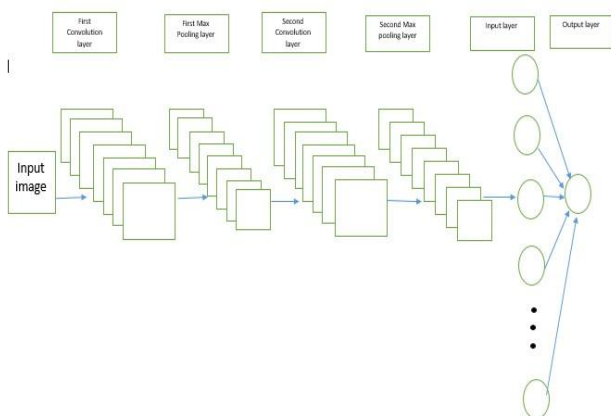 First
Convolution
layer
First Max
Pooling layer
Second
Convolution
layer
Second Max
pooling layer
Input layer
Output layer
Input
image